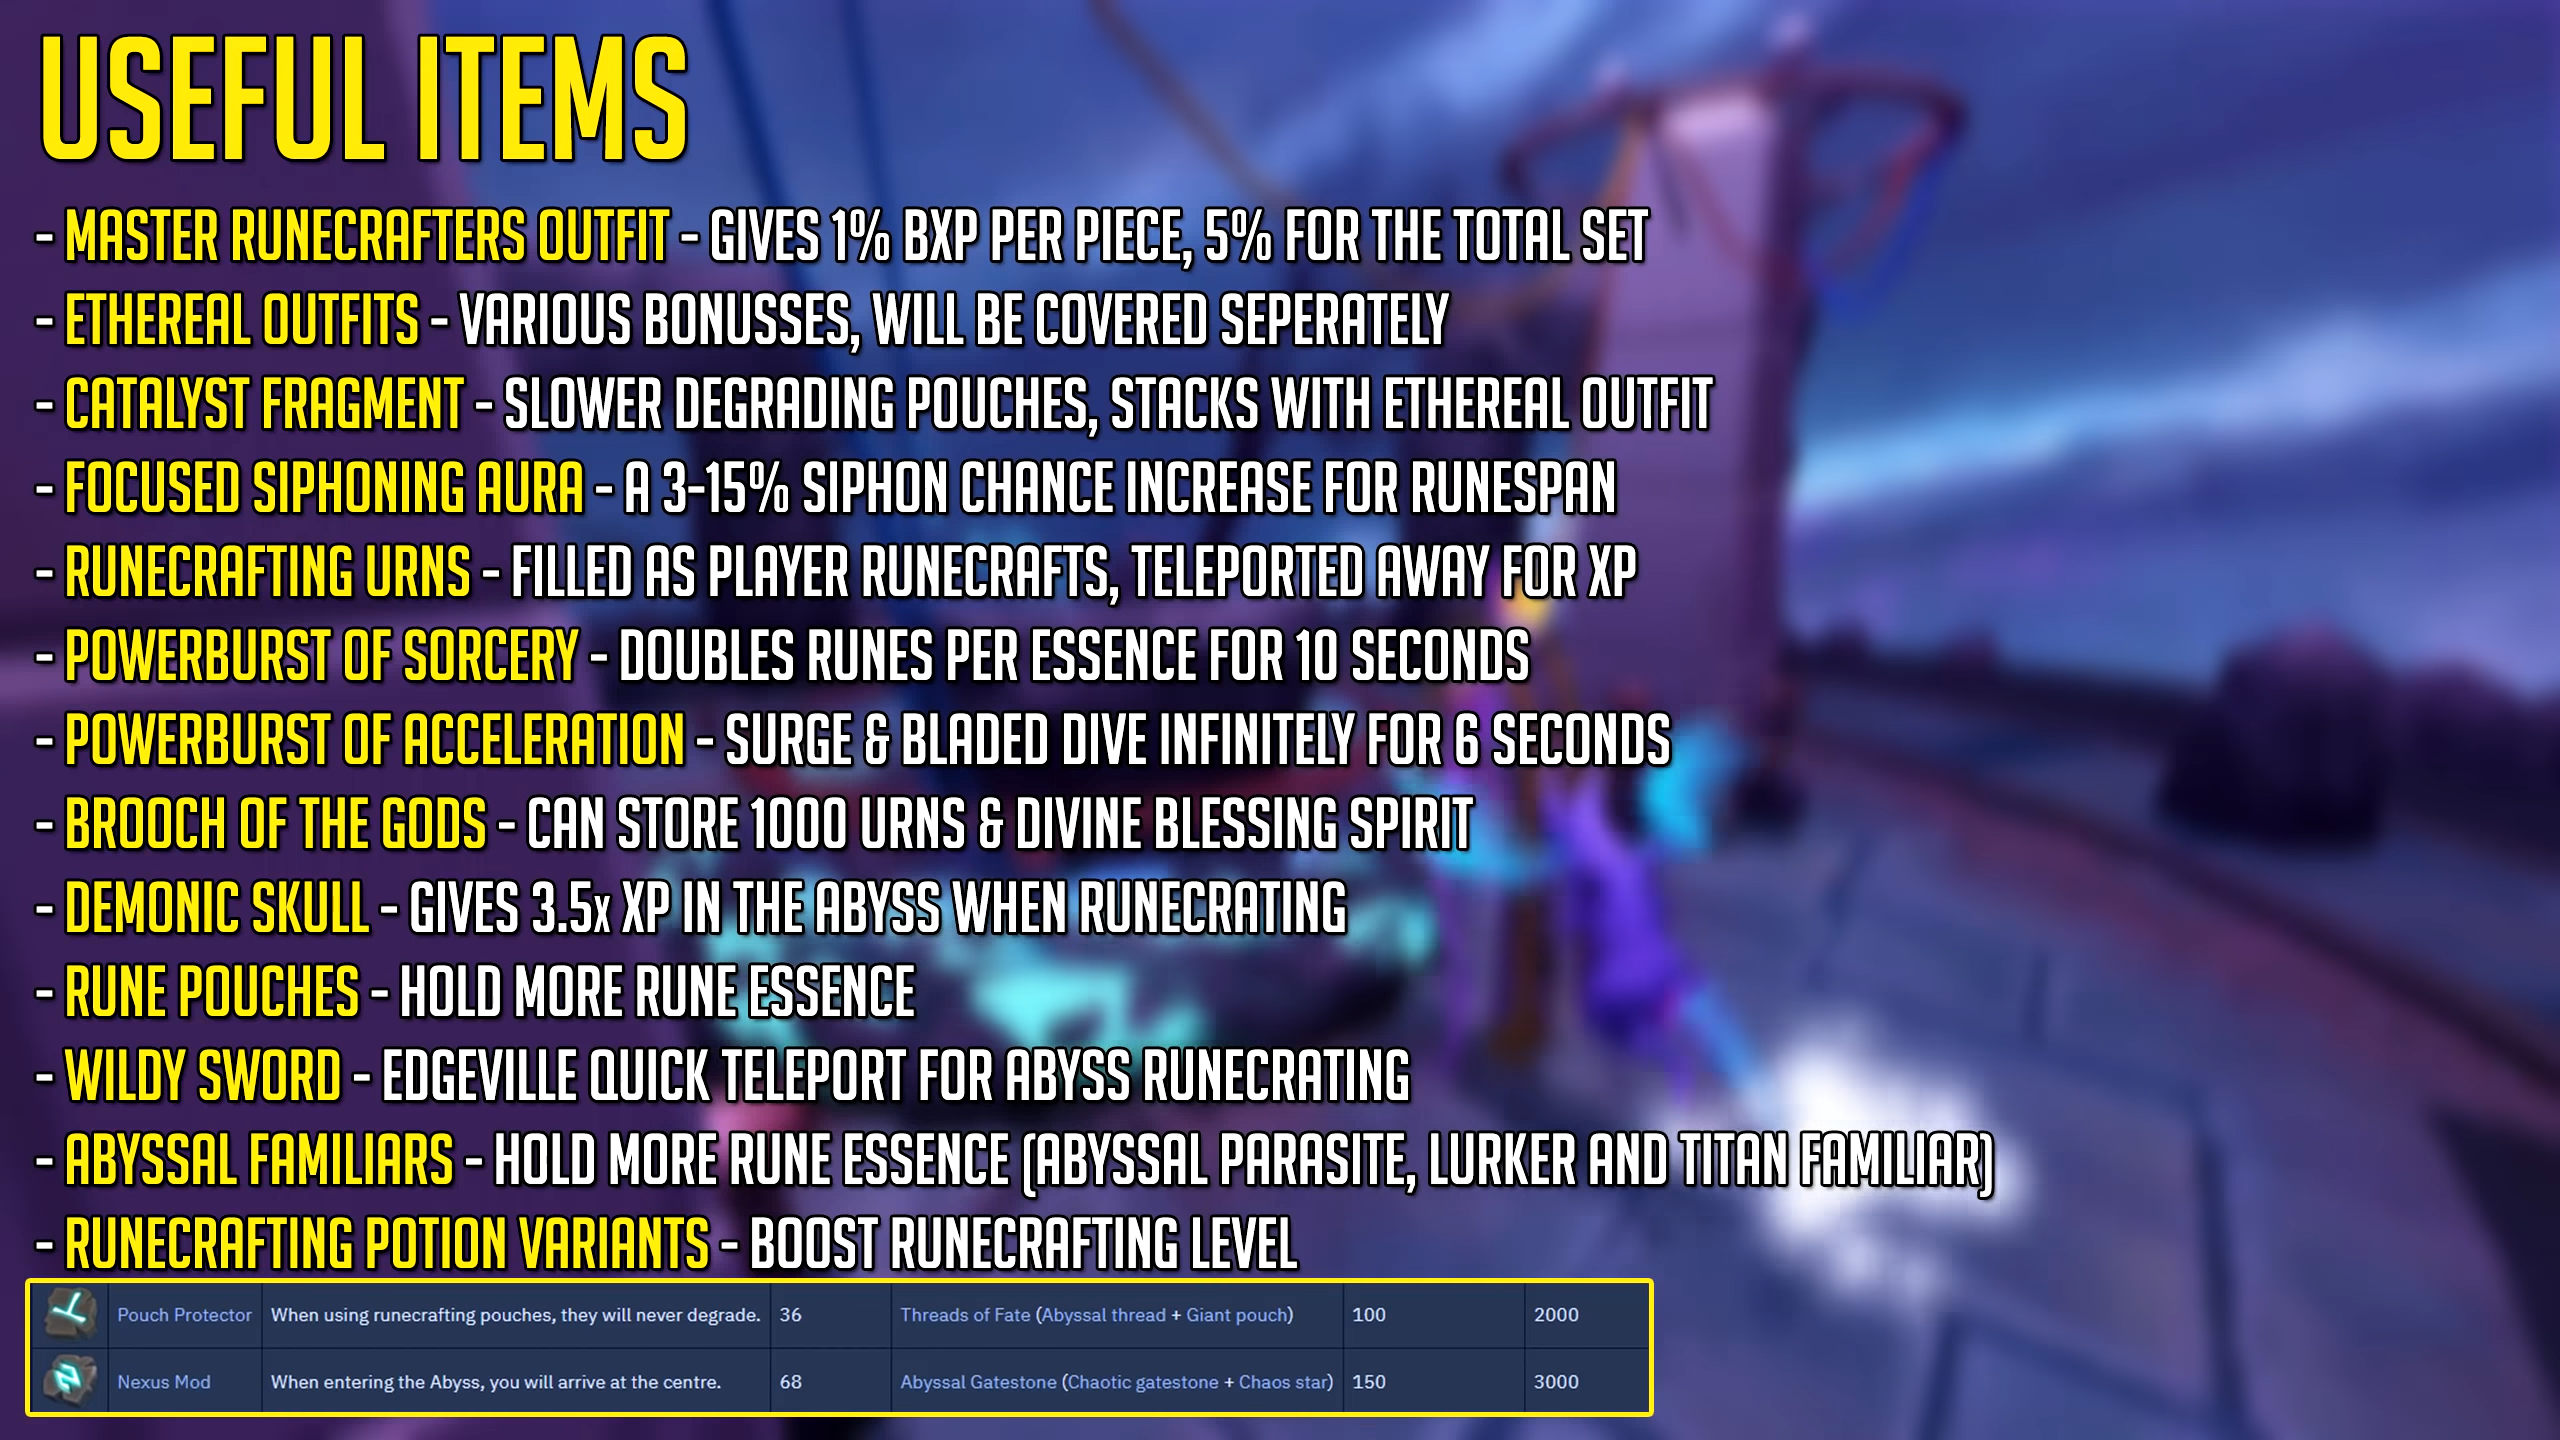 USEFUL ITEMS
- MASTER RUNECRAFTERS OUTFIT - GIVES 1% BXP PER PIECE, 5% FOR THE TOTAL SET
- ETHEREAL OUTFITS - VARIOUS BONUSSES, WILL BE COVERED SEPERATELY
- CATALYST FRAGMENT - SLOWER DEGRADING POUCHES, STACKS WITH ETHEREAL OUTFIT
- FOCUSED SIPHONING AURA - A 3-15% SIPHON CHANCE INCREASE FOR RUNESPAN
- RUNECRAFTING URNS - FILLED AS PLAYER RUNECRAFTS, TELEPORTED AWAY FOR XP
- POWERBURST OF SORCERY - DOUBLES RUNES PER ESSENCE FOR 10 SECONDS
- POWERBURST OF ACCELERATION - SURGE & BLADED DIVE INFINITELY FOR 6 SECONDS
- BROOCH OF THE GODS - CAN STORE 1000 URNS & DIVINE BLESSING SPIRIT
- DEMONIC SKULL - GIVES 3.5x XP IN THE ABYSS WHEN RUNECRATING
- RUNE POUCHES - HOLD MORE RUNE ESSENCE
- WILDY SWORD - EDGEVILLE QUICK TELEPORT FOR ABYSS RUNECRATING
- ABYSSAL FAMILIARS - HOLD MORE RUNE ESSENCE (ABYSSAL PARASITE, LURKER AND TITAN FAMILIAR)
- RUNECRAFTING POTION VARIANTS - BOOST RUNECRAFTING LEVEL
Pouch Protector When using runecrafting pouches, they will never degrade. 36 Threads of Fate (Abyssal thread + Giant pouch) 100 2000
Nexus Mod When entering the Abyss, you will arrive at the centre. 68 Abyssal Gatestone (Chaotic gatestone + Chaos star) 150 3000